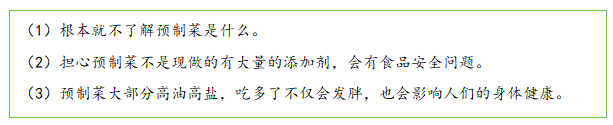 （1）根本就不了解预制菜是什么。
（2）担心预制菜不是现做的有大量的添加剂，会有食品安全问题。
（3）预制菜大部分高油高盐，吃多了不仅会发胖，也会影响人们的身体健康。